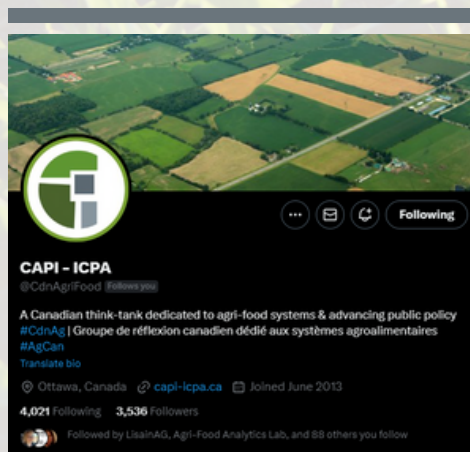 Following
CAPI - ICPA
@CdnAgriFood Follows you
A Canadian think-tank dedicated to agri-food systems & advancing public policy
#CdnAg | Groupe de réflexion canadien dédié aux systèmes agroalimentaires
#AgCan
Translate bio
Ottawa, Canada capi-icpa.ca Joined June 2013
4,021 Following 3,536 Followers
Followed by LisainAG, Agri-Food Analytics Lab, and 88 others you follow